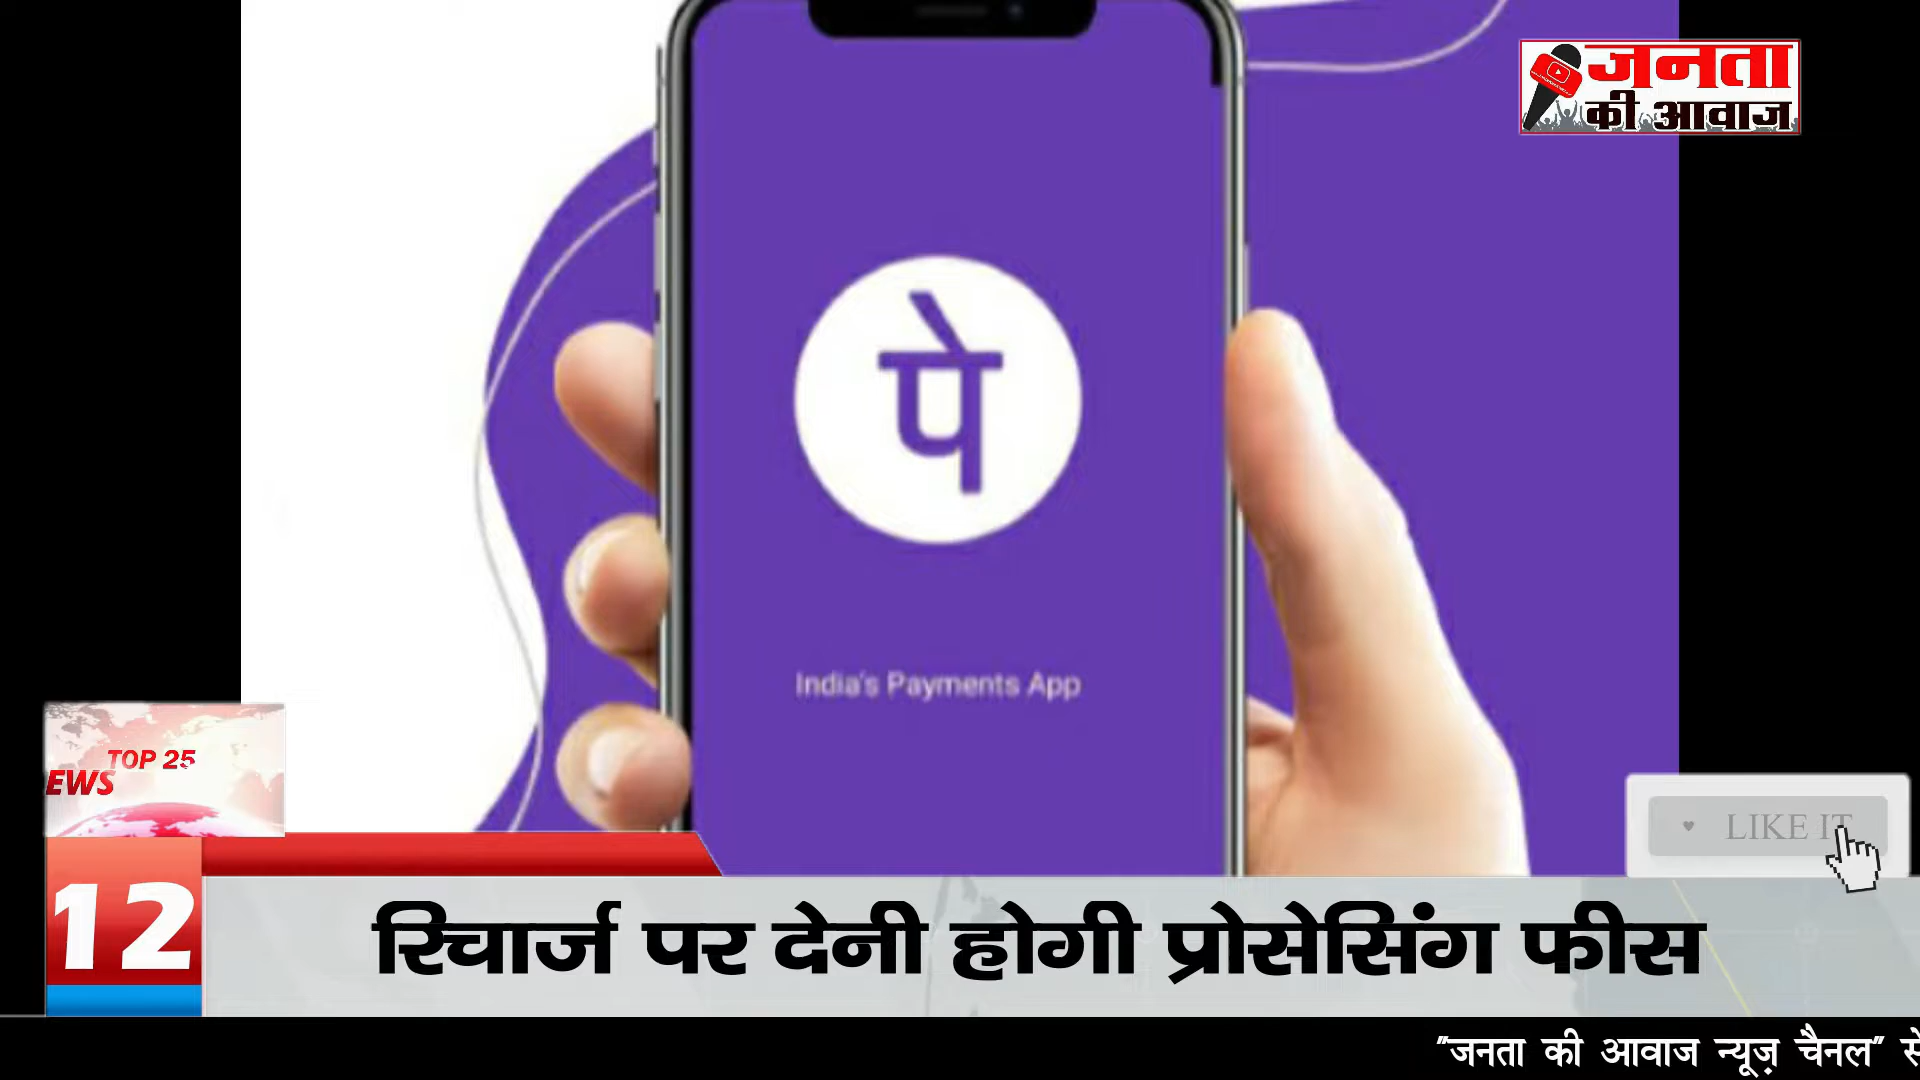 जनता
की आवाज
पे
India's Payments App
TOP 25
EWS
LIKE IT
12
रिचार्ज पर देनी होगी प्रोसेसिंग फीस
"जनता की आवाज न्यूज़ चैनल" से